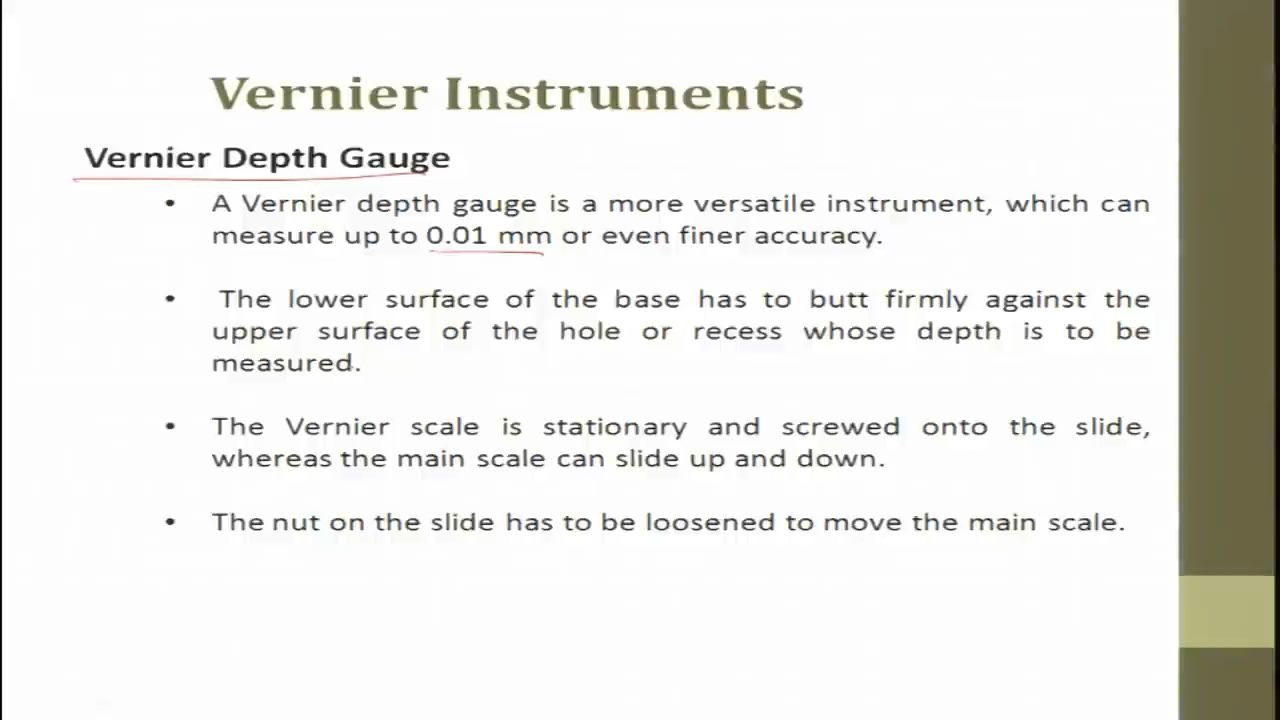 Vernier Instruments
Vernier Depth Gauge
• A Vernier depth gauge is a more versatile instrument, which can
measure up to 0.01 mm or even finer accuracy.
• The lower surface of the base has to butt firmly against the
upper surface of the hole or recess whose depth is to be
measured.
• The Vernier scale is stationary and screwed onto the slide,
whereas the main scale can slide up and down.
• The nut on the slide has to be loosened to move the main scale.